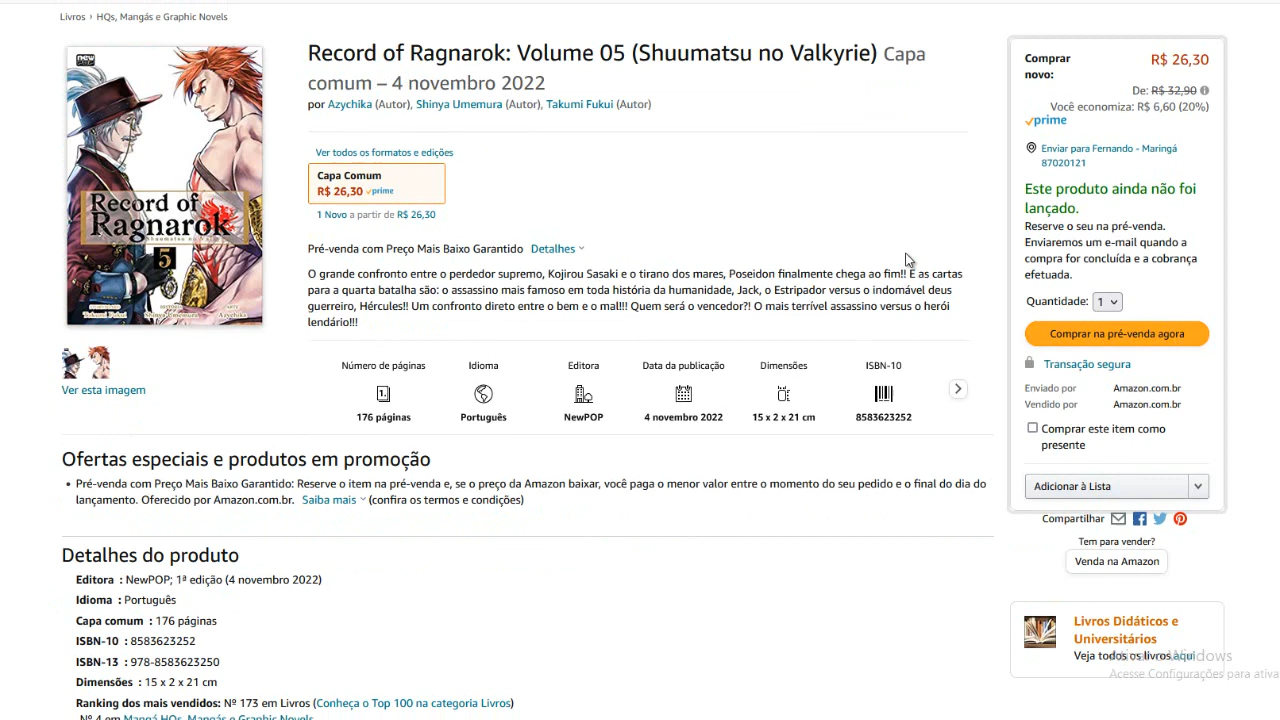 Livros › HQs, Mangás e Graphic Novels
new
Record of
Ragnarok
5
Record of Ragnarok: Volume 05 (Shuumatsu no Valkyrie) Capa
comum – 4 novembro 2022
por Azychika (Autor), Shinya Umemura (Autor), Takumi Fukui (Autor)
Ver todos os formatos e edições
Capa Comum
R$ 26,30 prime
1 Novo a partir de R$ 26,30
Pré-venda com Preço Mais Baixo Garantido Detalhes
O grande confronto entre o perdedor supremo, Kojirou Sasaki e o tirano dos mares, Poseidon finalmente chega ao fim!! E as cartas
para a quarta batalha são: o assassino mais famoso em toda história da humanidade, Jack, o Estripador versus o indomável deus
guerreiro, Hércules!! Um confronto direto entre o bem e o mal!!! Quem será o vencedor?! O mais terrível assassino versus o herói
lendário!!!
Ver esta imagem
Número de páginas
176 páginas
Idioma
Português
Editora
NewPOP
Data da publicação
4 novembro 2022
Dimensões
15 x 2 x 21 cm
ISBN-10
8583623252
Ofertas especiais e produtos em promoção
• Pré-venda com Preço Mais Baixo Garantido: Reserve o item na pré-venda e, se o preço da Amazon baixar, você paga o menor valor entre o momento do seu pedido e o final do dia do
lançamento. Oferecido por Amazon.com.br. Saiba mais (confira os termos e condições)
Detalhes do produto
Editora : NewPOP; 1ª edição (4 novembro 2022)
Idioma : Português
Capa comum : 176 páginas
ISBN-10 : 8583623252
ISBN-13 : 978-8583623250
Dimensões : 15 x 2 x 21 cm
Ranking dos mais vendidos: Nº 173 em Livros (Conheça o Top 100 na categoria Livros)
Nº 4 em Mangá HQs, Mangás e Graphic Novels
Comprar R$ 26,30
novo:
De: R$ 32,90
Você economiza: R$ 6,60 (20%)
prime
Enviar para Fernando - Maringá
87020121
Este produto ainda não foi
lançado.
Reserve o seu na pré-venda.
Enviaremos um e-mail quando a
compra for concluída e a cobrança
efetuada.
Quantidade: 1
Comprar na pré-venda agora
Transação segura
Enviado por Amazon.com.br
Vendido por Amazon.com.br
Comprar este item como
presente
Adicionar à Lista
Compartilhar
Tem para vender?
Venda na Amazon
Livros Didáticos e
Universitários
Veja todos os livros aqui
Ativar o Windows
Acesse Configurações para ativa